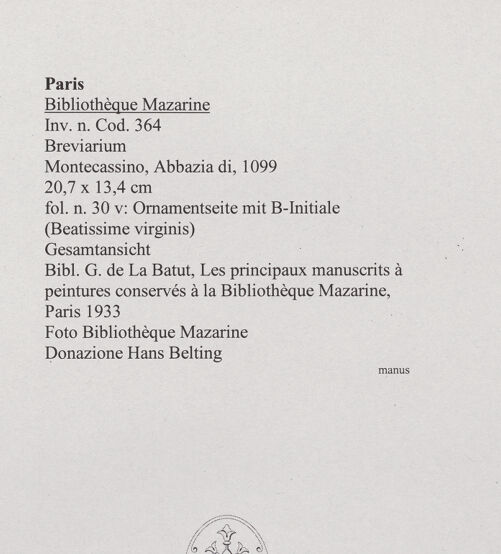 Paris
Bibliothèque Mazarine
Inv. n. Cod. 364
Breviarium
Montecassino, Abbazia di, 1099
20,7 x 13,4 cm
fol. n. 30 v: Ornamentseite mit B-Initiale
(Beatissime virginis)
Gesamtansicht
Bibl. G. de La Batut, Les principaux manuscrits à
peintures conservés à la Bibliothèque Mazarine,
Paris 1933
Foto Bibliothèque Mazarine
Donazione Hans Belting
manus